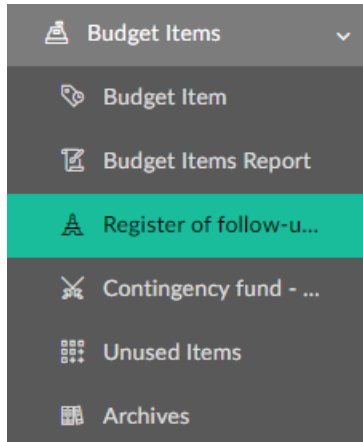 Budget Items
Budget Item
Budget Items Report
Register of follow-u...
Contingency fund - ...
Unused Items
Archives